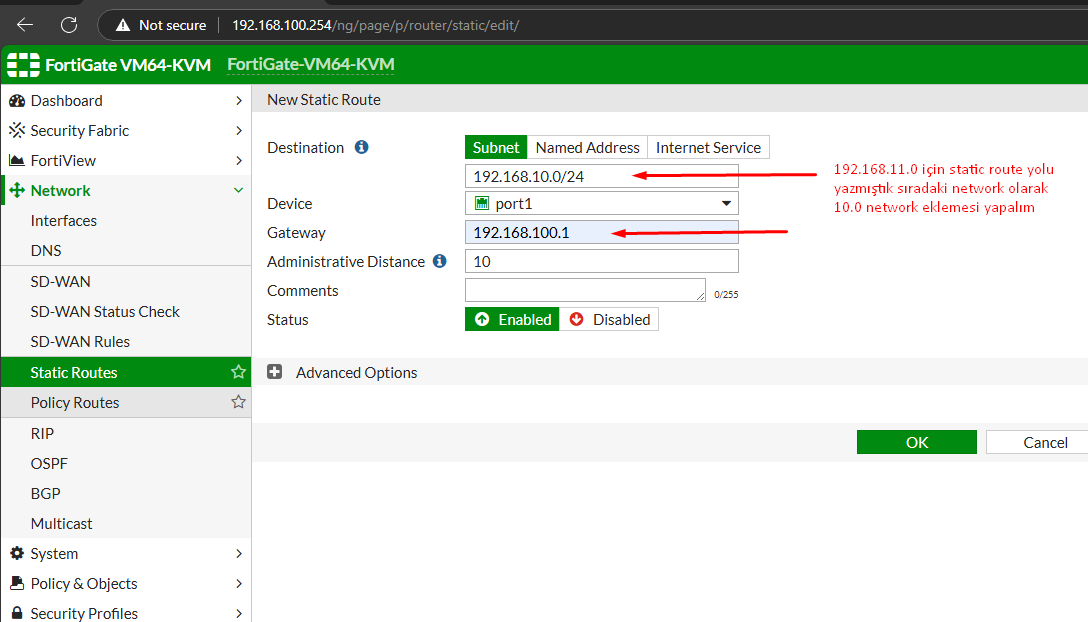 Not secure 192.168.100.254/ng/page/p/router/static/edit/
FortiGate VM64-KVM FortiGate-VM64-KVM
Dashboard
Security Fabric
FortiView
Network
Interfaces
DNS
SD-WAN
SD-WAN Status Check
SD-WAN Rules
Static Routes
Policy Routes
RIP
OSPF
BGP
Multicast
System
Policy & Objects
Security Profiles
New Static Route
Destination Subnet Named Address Internet Service
192.168.10.0/24
Device port1
Gateway 192.168.100.1
Administrative Distance 10
Comments 0/255
Status Enabled Disabled
Advanced Options
OK Cancel
192.168.11.0 için static route yolu
yazmıştık sıradaki network olarak
10.0 network eklemesi yapalım